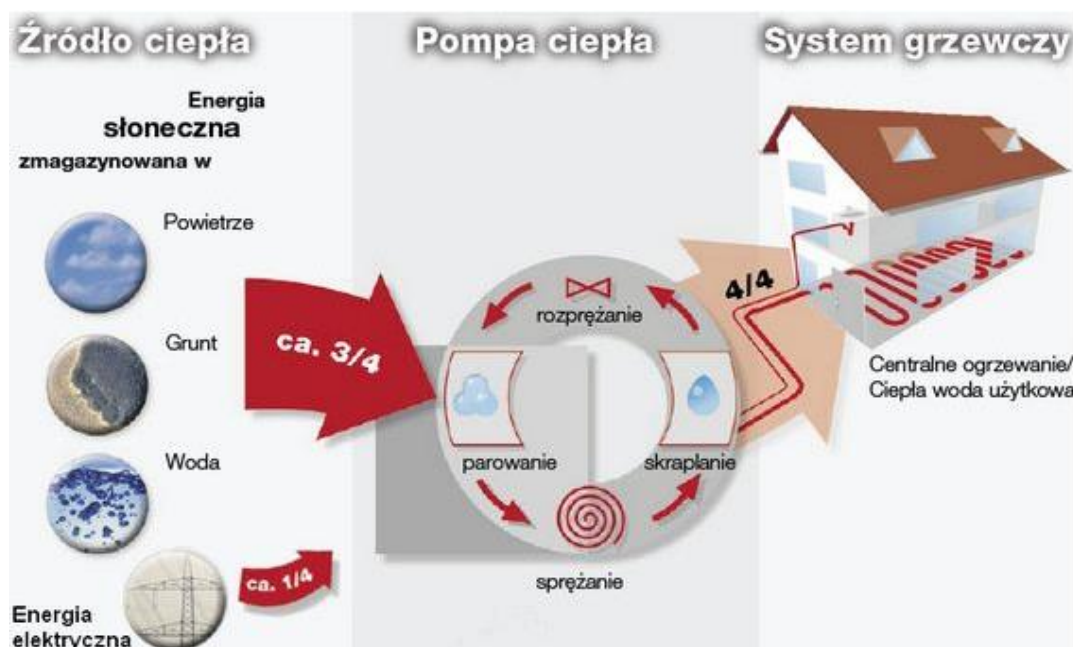 Źródło ciepła
Pompa ciepła
System grzewczy
Energia
słoneczna
zmagazynowana w
Powietrze
Grunt
Woda
Energia
elektryczna
ca. 3/4
ca. 1/4
rozprężanie
parowanie
skraplanie
sprężanie
4/4
Centralne ogrzewanie/
Ciepła woda użytkowa